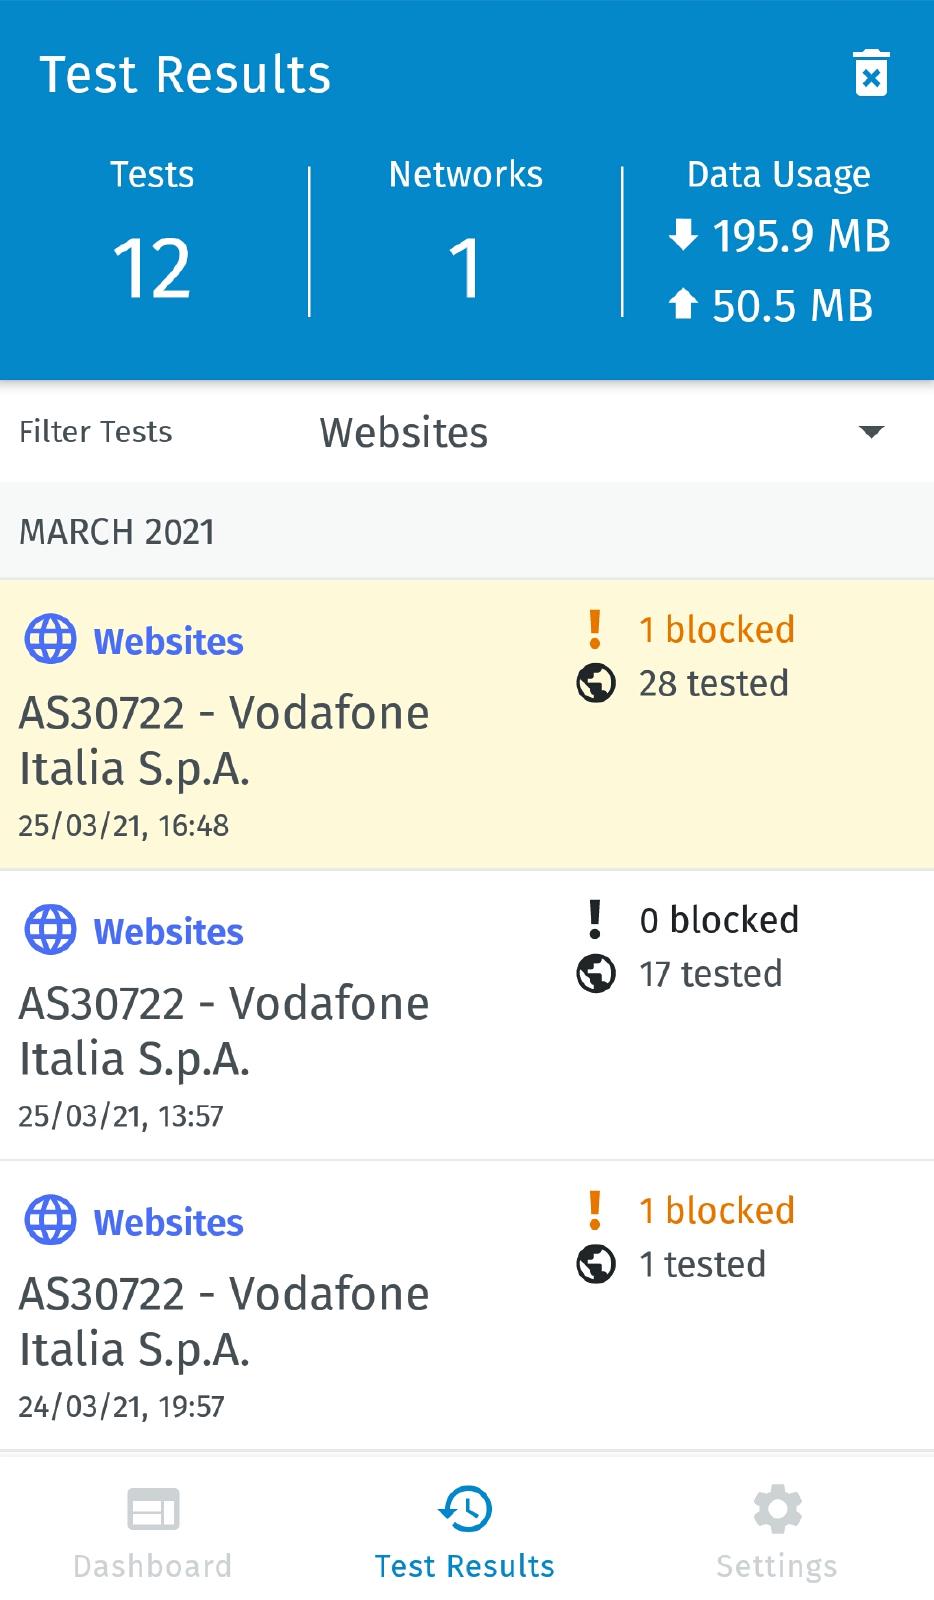 Test Results
Tests
Networks
Data Usage
12
1
195.9 MB
50.5 MB
Filter Tests
Websites
MARCH 2021
Websites
1 blocked
28 tested
AS30722 - Vodafone
Italia S.p.A.
25/03/21, 16:48
Websites
0 blocked
17 tested
AS30722 - Vodafone
Italia S.p.A.
25/03/21, 13:57
Websites
1 blocked
1 tested
AS30722 - Vodafone
Italia S.p.A.
24/03/21, 19:57
Dashboard
Test Results
Settings